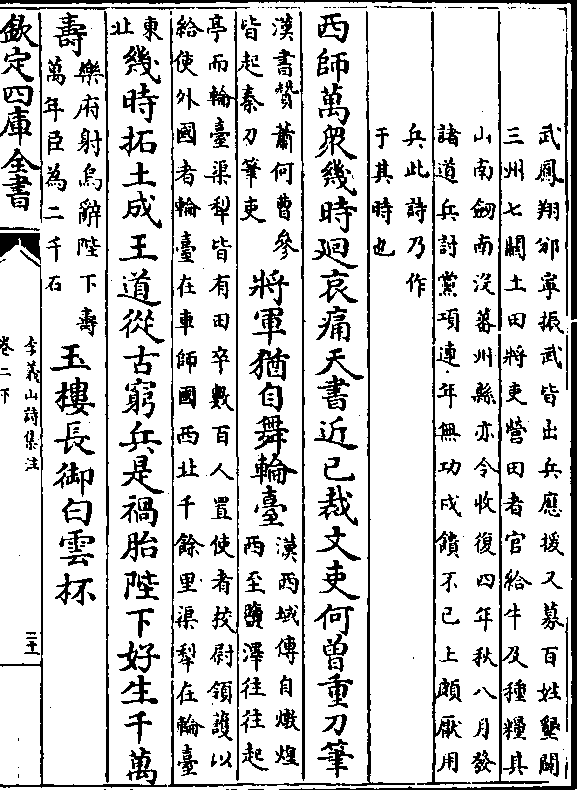 武鳳翔邠寧振武皆出兵應援又募百姓墾闢
三州七關土田將吏營田者官給牛及種糧其
山南劒南沒蕃州縣亦令收復四年秋八月發
諸道兵討黨項連年無功戍饋不已上頗厭用
兵此詩乃作
于其時也
西師萬衆幾時廻哀痛天書近已裁文吏何曽重刀筆
漢書贊蕭何曹參
皆起秦刀筆吏
將軍猶自舞輪臺
漢西域傳自燉煌
西至鹽澤往往起
亭而輪臺渠犁皆有田卒數百人置使者校尉領護以
給使外國者輪臺在車師國西北千餘里渠犁在輪臺
東
北
幾時拓土成王道從古窮兵是禍胎陛下好生千萬
壽
樂府射烏辭陛下壽
萬年臣為二千石
玉樓長御白雲杯
欽定四庫全書
李義山詩集注
卷二下
二十